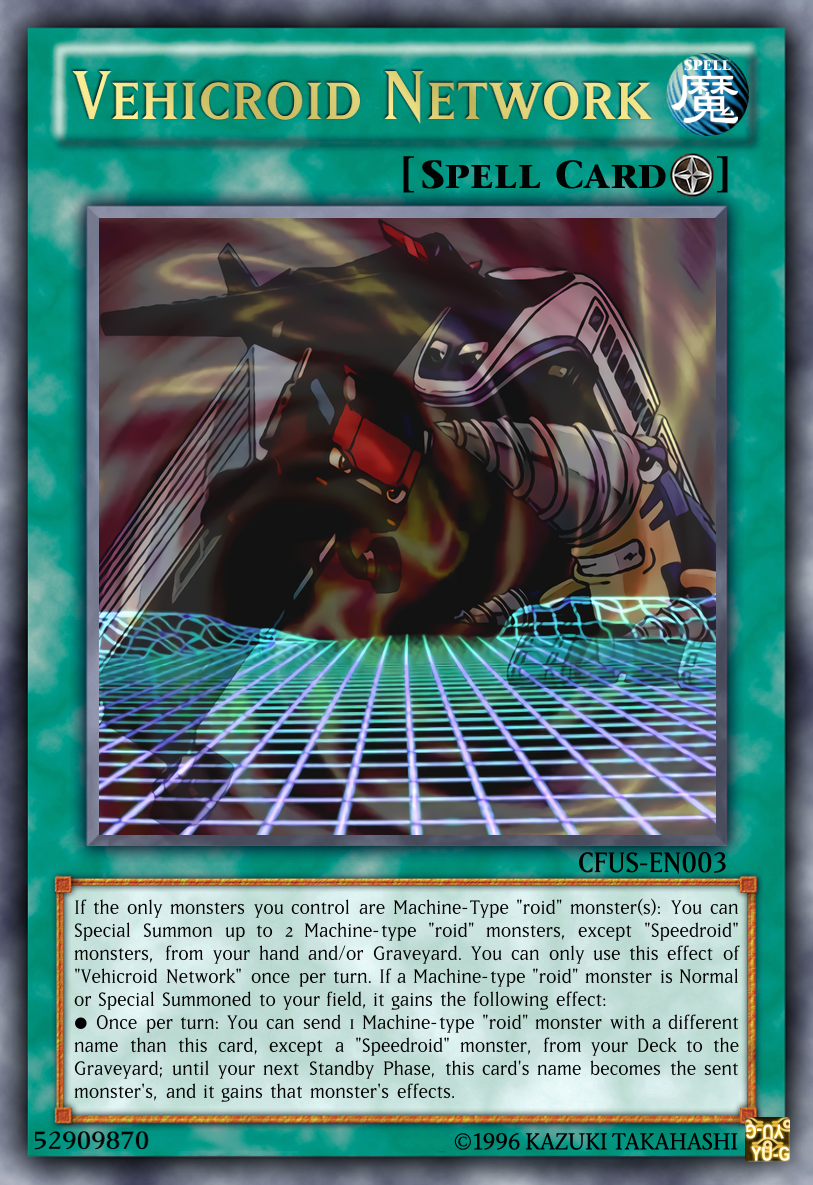 VEHICROID NETWORK
SPELL
魔
[SPELL CARD]
CFUS-EN003
If the only monsters you control are Machine-Type "roid" monster(s): You can
Special Summon up to 2 Machine-type "roid" monsters, except "Speedroid"
monsters, from your hand and/or Graveyard. You can only use this effect of
"Vehicroid Network" once per turn. If a Machine-type "roid" monster is Normal
or Special Summoned to your field, it gains the following effect:
● Once per turn: You can send 1 Machine-type "roid" monster with a different
name than this card, except a "Speedroid" monster, from your Deck to the
Graveyard; until your next Standby Phase, this card's name becomes the sent
monster's, and it gains that monster's effects.
52909870
©1996 KAZUKI TAKAHASHI